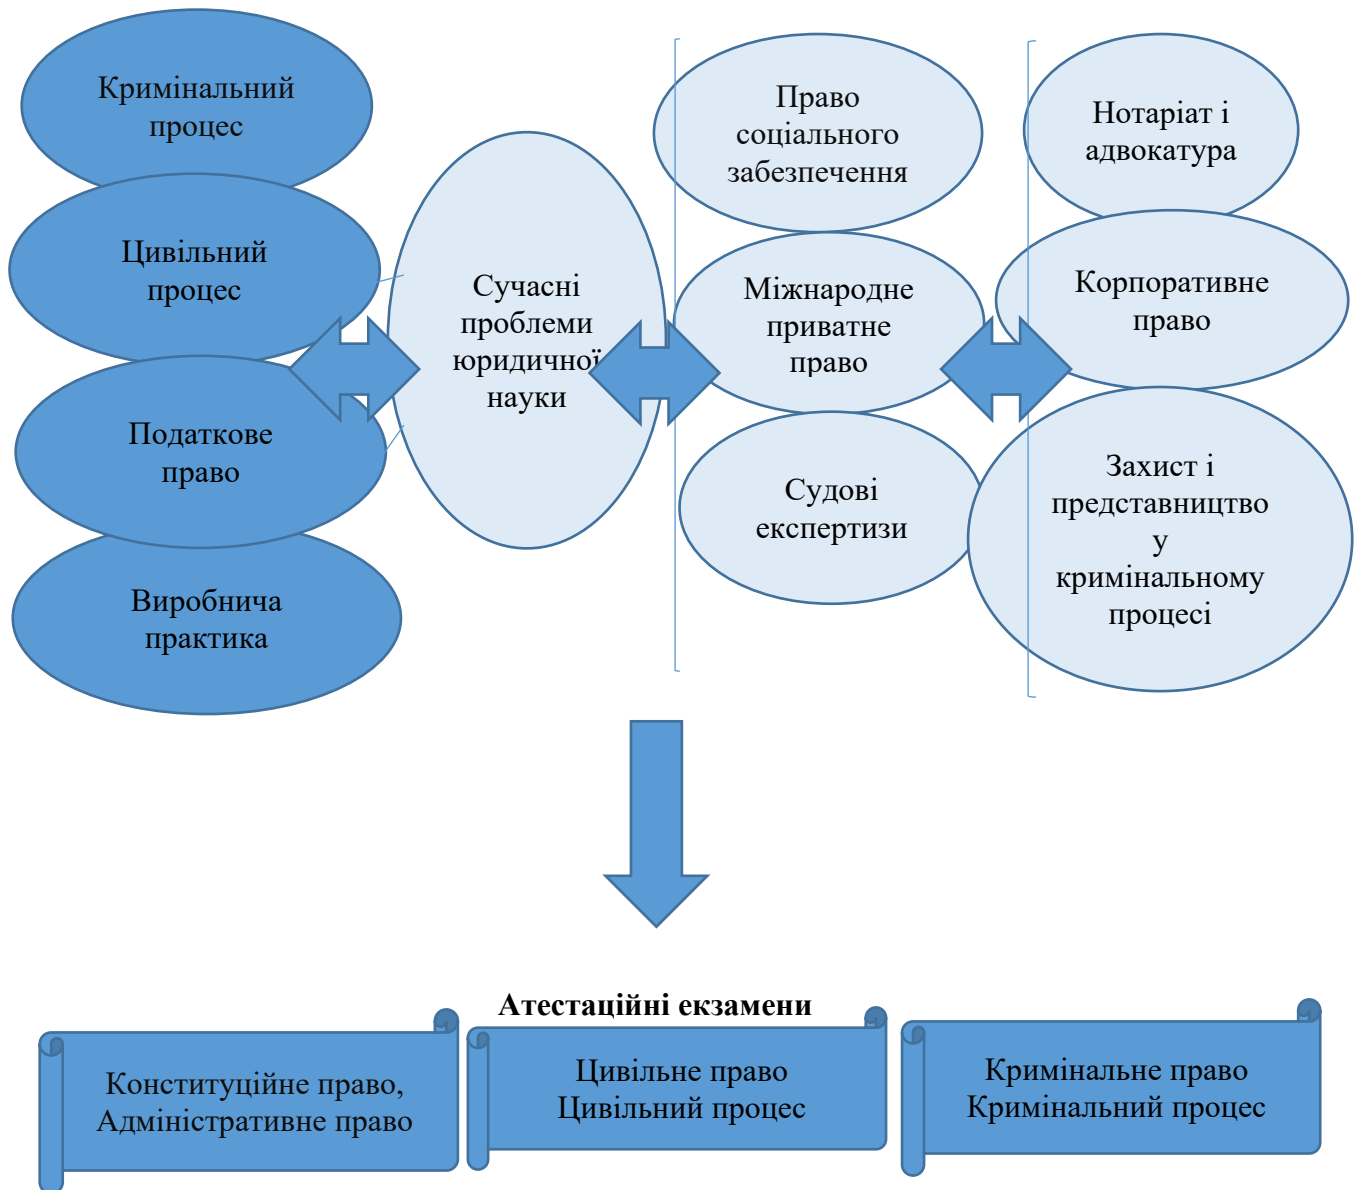 Кримінальний
процес
Цивільний
процес
Податкове
право
Виробнича
практика
Сучасні
проблеми
юридичної
науки
Право
соціального
забезпечення
Міжнародне
приватне
право
Судові
експертизи
Нотаріат і
адвокатура
Корпоративне
право
Захист і
представництво
у
кримінальному
процесі
Атестаційні екзамени
Конституційне право,
Адміністративне право
Цивільне право
Цивільний процес
Кримінальне право
Кримінальний процес